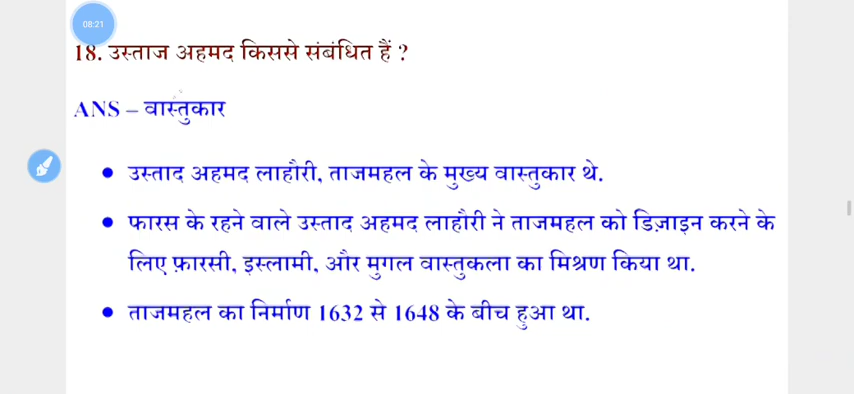 08:21
18. उस्ताज अहमद किससे संबंधित हैं ?
ANS – वास्तुकार
• उस्ताद अहमद लाहौरी, ताजमहल के मुख्य वास्तुकार थे.
• फारस के रहने वाले उस्ताद अहमद लाहौरी ने ताजमहल को डिज़ाइन करने के
लिए फ़ारसी, इस्लामी, और मुगल वास्तुकला का मिश्रण किया था.
• ताजमहल का निर्माण 1632 से 1648 के बीच हुआ था.